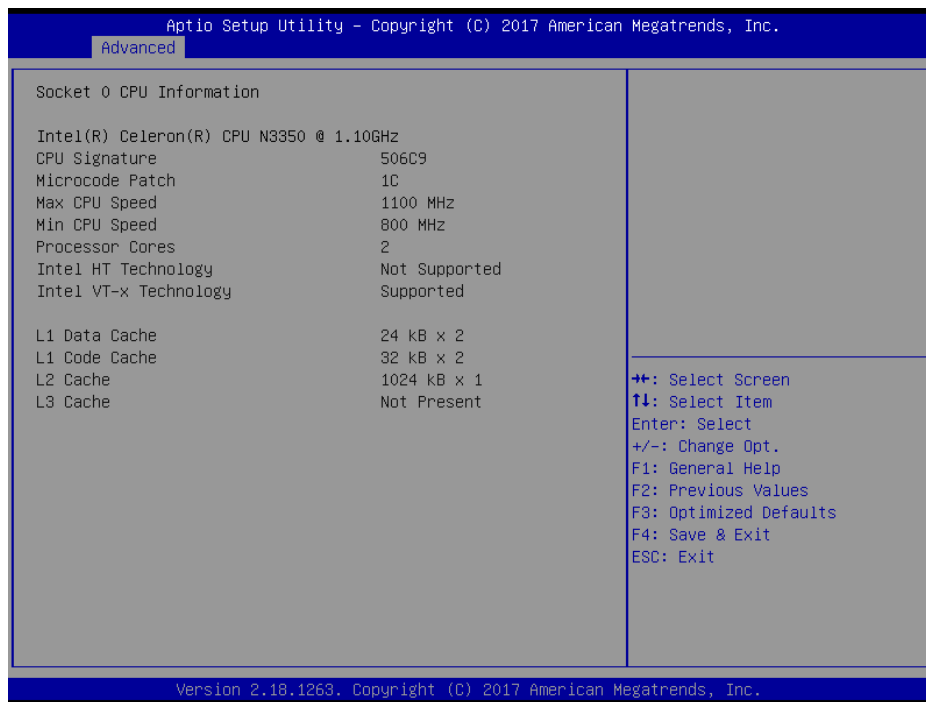 Aptio Setup Utility – Copyright (C) 2017 American Megatrends, Inc.
Advanced
Socket 0 CPU Information
Intel(R) Celeron(R) CPU N3350 @ 1.10GHz
CPU Signature 506C9
Microcode Patch 1C
Max CPU Speed 1100 MHz
Min CPU Speed 800 MHz
Processor Cores 2
Intel HT Technology Not Supported
Intel VT-x Technology Supported
L1 Data Cache 24 kB x 2
L1 Code Cache 32 kB x 2
L2 Cache 1024 kB x 1
L3 Cache Not Present
→←: Select Screen
↑↓: Select Item
Enter: Select
+/-: Change Opt.
F1: General Help
F2: Previous Values
F3: Optimized Defaults
F4: Save & Exit
ESC: Exit
Version 2.18.1263. Copyright (C) 2017 American Megatrends, Inc.